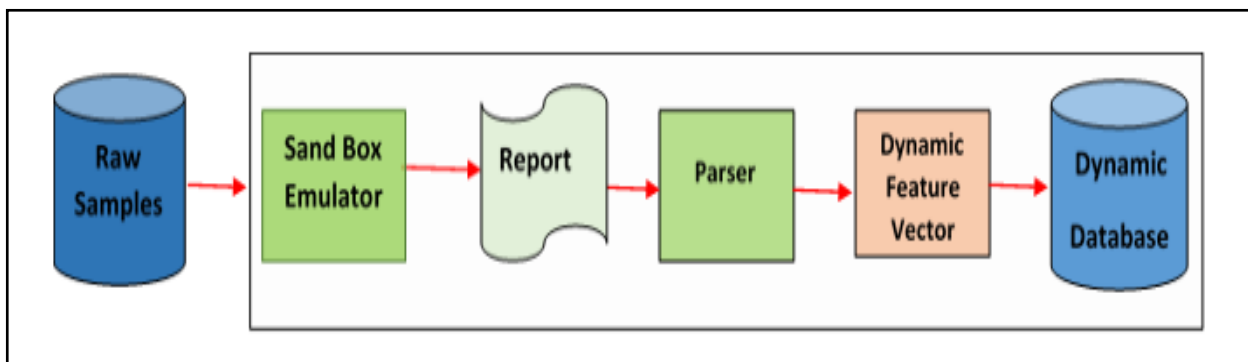 Raw
Samples
Sand Box
Emulator
Report
Parser
Dynamic
Feature
Vector
Dynamic
Database